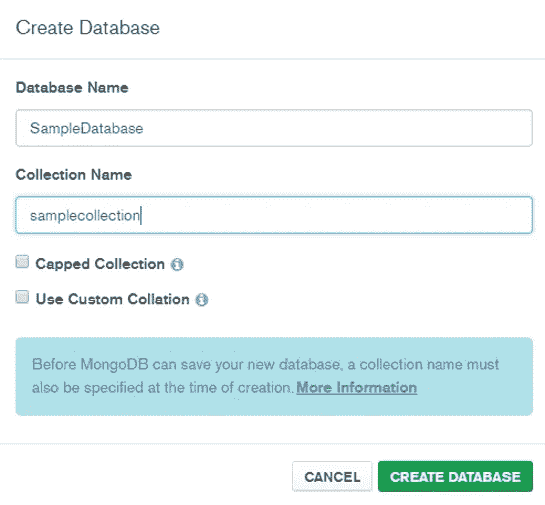 Create Database
Database Name
SampleDatabase
Collection Name
samplecollection
Capped Collection
Use Custom Collation
Before MongoDB can save your new database, a collection name must
also be specified at the time of creation. More Information
CANCEL CREATE DATABASE